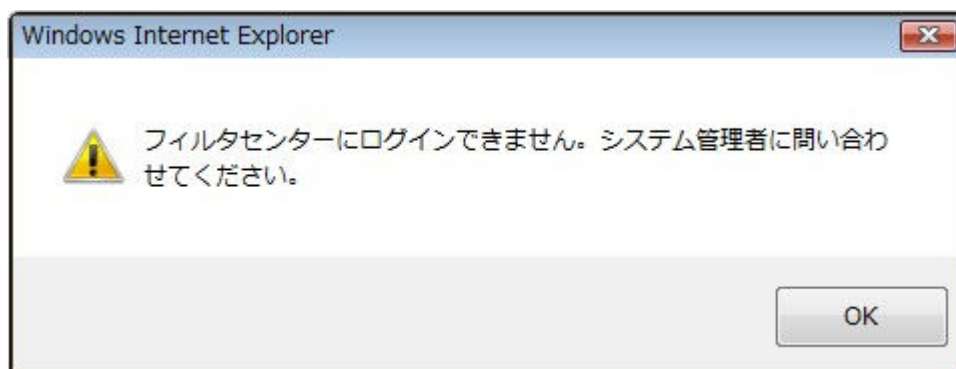 Windows Internet Explorer
フィルタセンターにログインできません。システム管理者に問い合わ
せてください。
OK